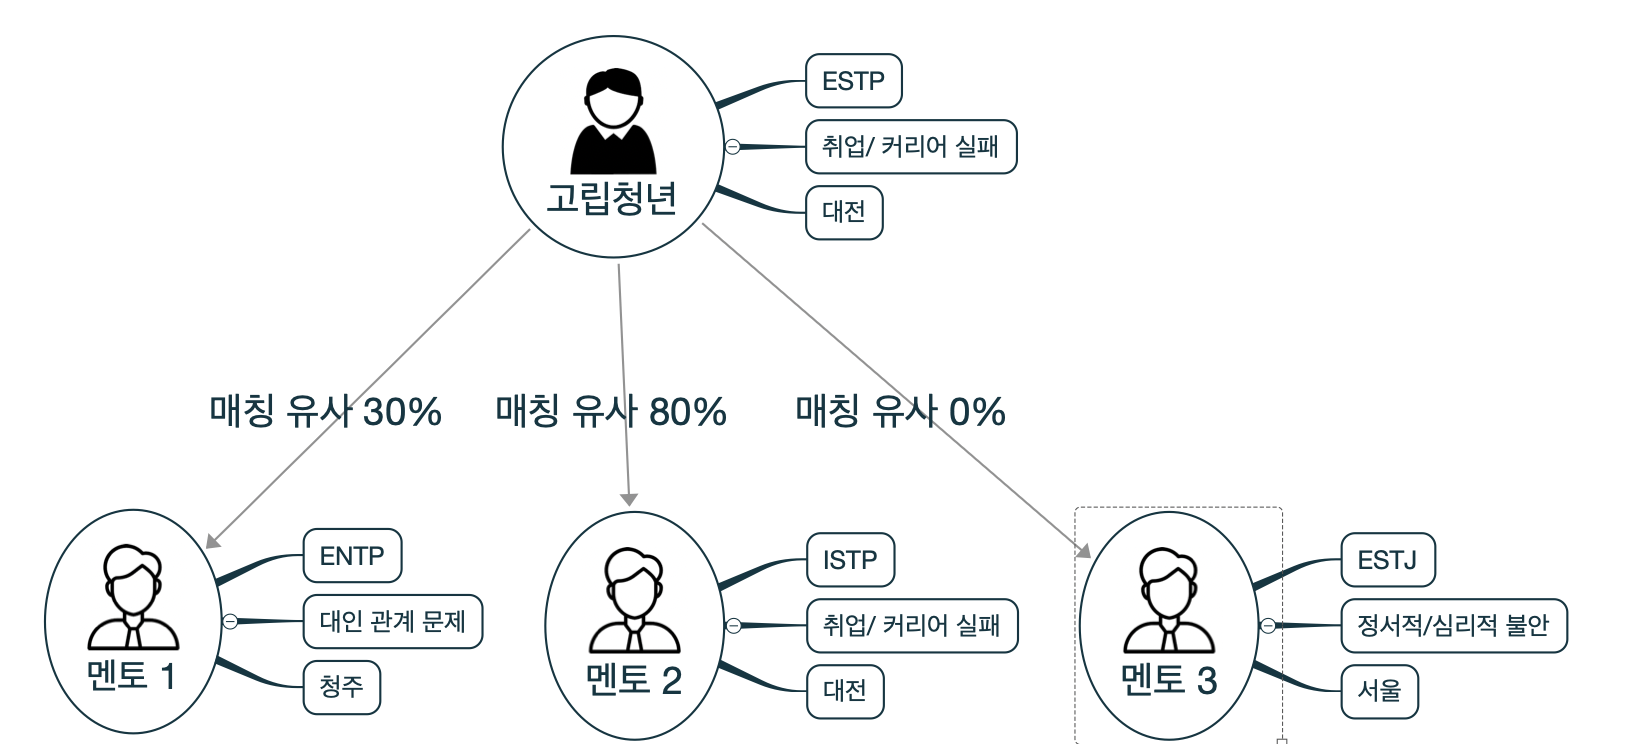 ESTP
취업/ 커리어 실패
대전
고립청년
매칭 유사 30%
매칭 유사 80%
매칭 유사 0%
ENTP
대인 관계 문제
청주
멘토 1
ISTP
취업/ 커리어 실패
대전
멘토 2
ESTJ
정서적/심리적 불안
서울
멘토 3